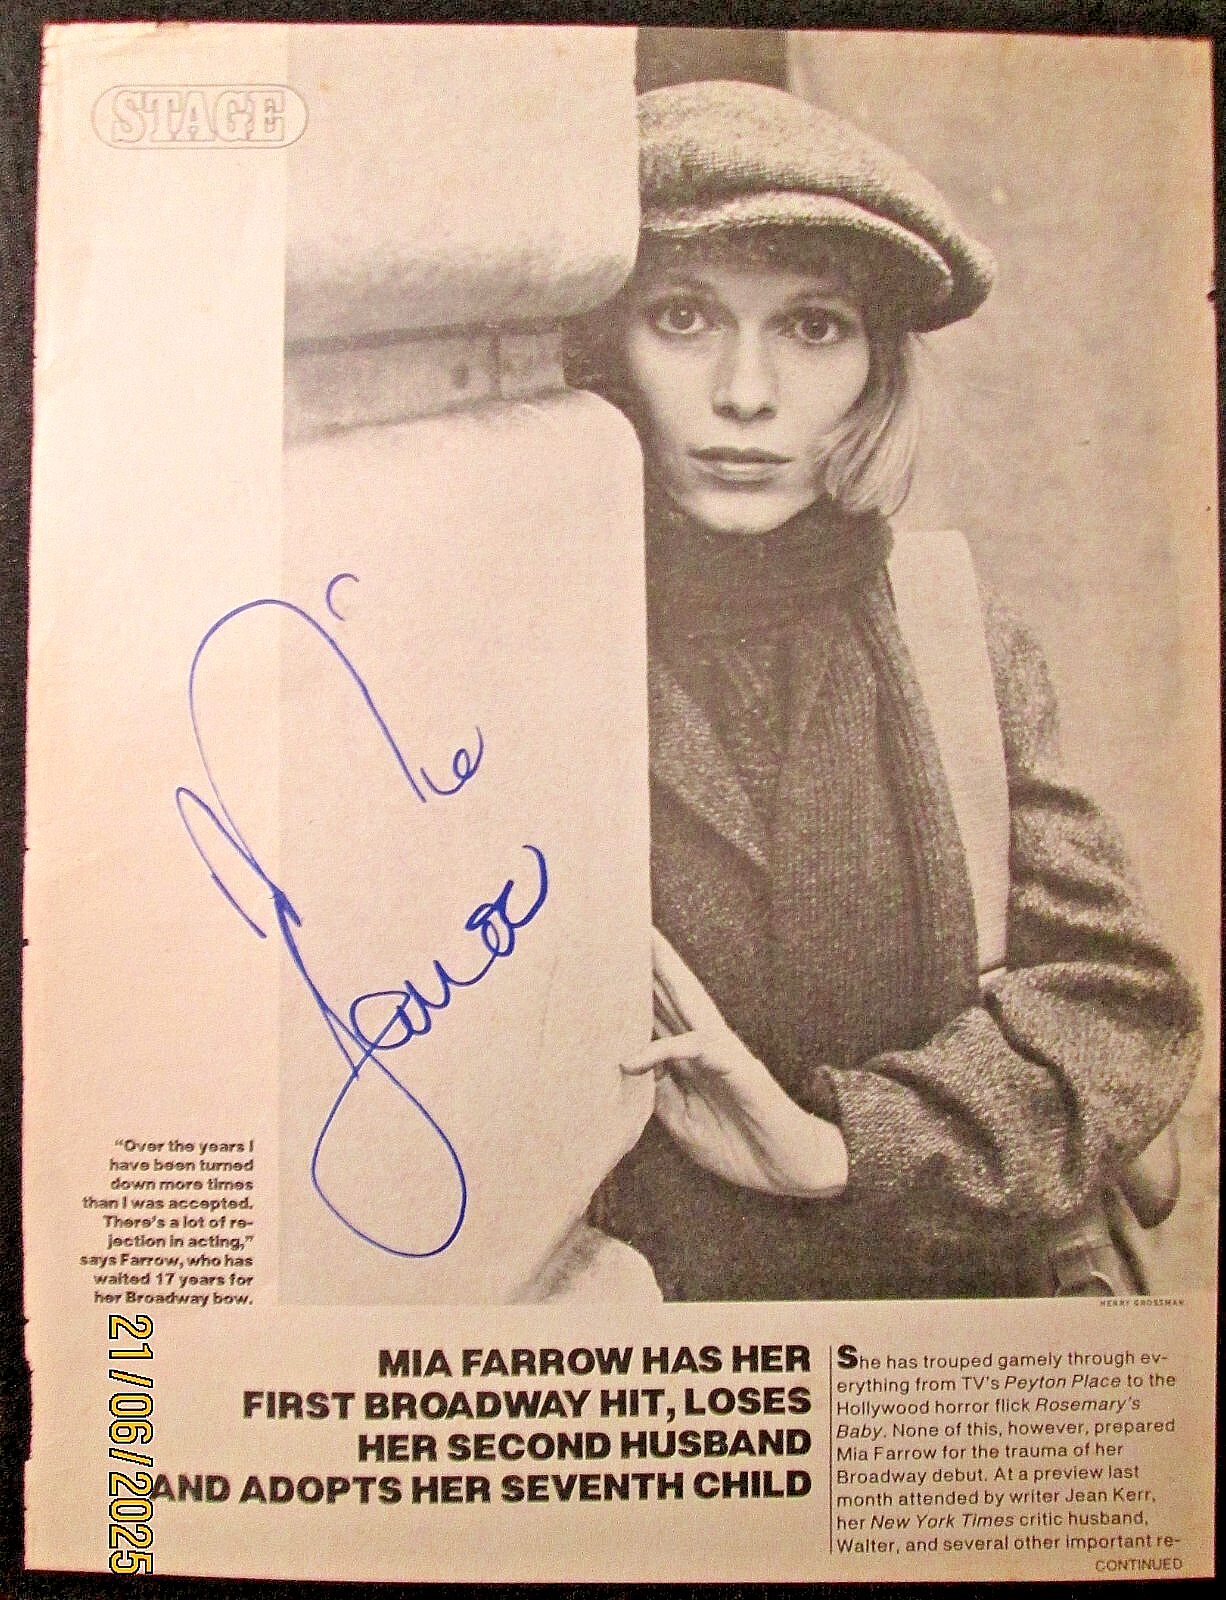 STAGE
Mia
Farrow
"Over the years I
have been turned
down more times
than I was accepted.
There's a lot of re-
jection in acting,"
says Farrow, who has
waited 17 years for
her Broadway bow.
HENRY GROSSMAN
MIA FARROW HAS HER
FIRST BROADWAY HIT, LOSES
HER SECOND HUSBAND
AND ADOPTS HER SEVENTH CHILD
She has trouped gamely through ev-
erything from TV's Peyton Place to the
Hollywood horror flick Rosemary's
Baby. None of this, however, prepared
Mia Farrow for the trauma of her
Broadway debut. At a preview last
month attended by writer Jean Kerr,
her New York Times critic husband,
Walter, and several other important re-
CONTINUED
21/06/2025